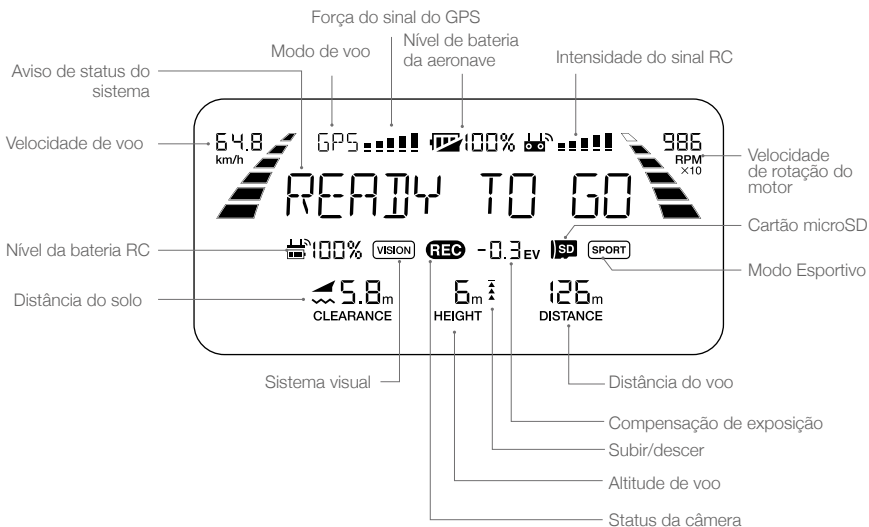 Força do sinal do GPS
Modo de voo
Nível de bateria
da aeronave
Intensidade do sinal RC
Aviso de status do
sistema
Velocidade de voo
64.8
km/h
GPS
100%
986
RPM
×10
Velocidade
de rotação do
motor
READY TO GO
Cartão microSD
Nível da bateria RC
100%
VISION
REC
-0.3 EV
SD
SPORT
Modo Esportivo
Distância do solo
5.8m
CLEARANCE
6m
HEIGHT
126m
DISTANCE
Sistema visual
Distância do voo
Compensação de exposição
Subir/descer
Altitude de voo
Status da câmera